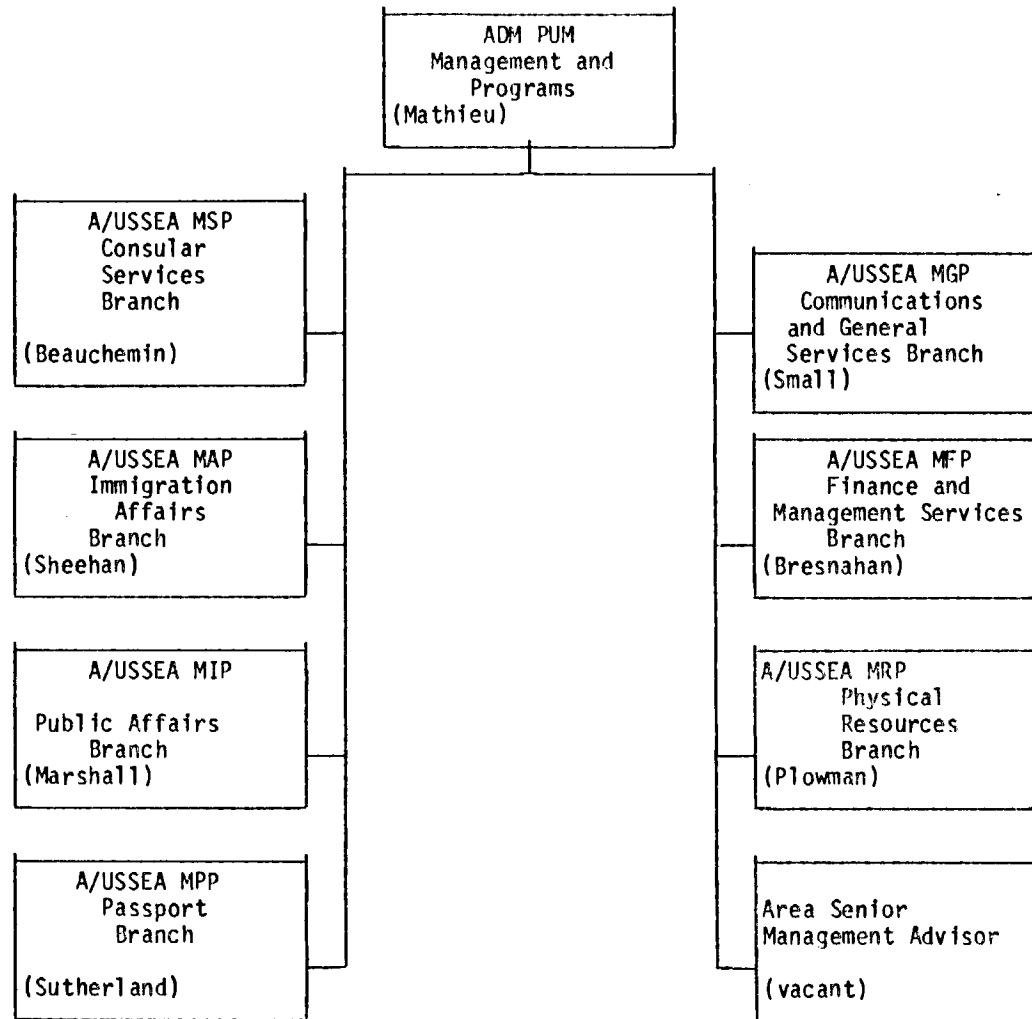 ADM PUM
Management and
Programs
(Mathieu)
A/USSEA MSP
Consular
Services
Branch
(Beauchemin)
A/USSEA MAP
Immigration
Affairs
Branch
(Sheehan)
A/USSEA MIP
Public Affairs
Branch
(Marshall)
A/USSEA MPP
Passport
Branch
(Sutherland)
A/USSEA MGP
Communications
and General
Services Branch
(Small)
A/USSEA MFP
Finance and
Management Services
Branch
(Bresnahan)
A/USSEA MRP
Physical
Resources
Branch
(Plowman)
Area Senior
Management Advisor
(vacant)